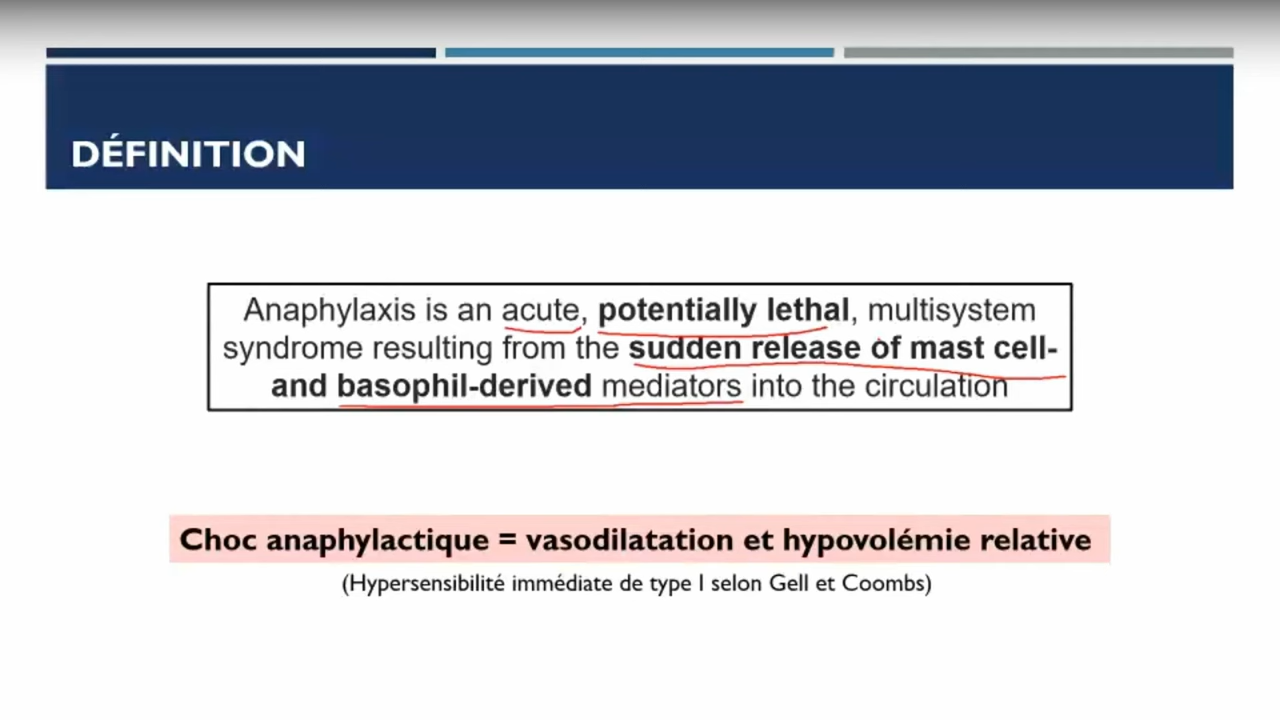 DÉFINITION
Anaphylaxis is an acute, potentially lethal, multisystem
syndrome resulting from the sudden release of mast cell-
and basophil-derived mediators into the circulation
Choc anaphylactique = vasodilatation et hypovolémie relative
(Hypersensibilité immédiate de type I selon Gell et Coombs)